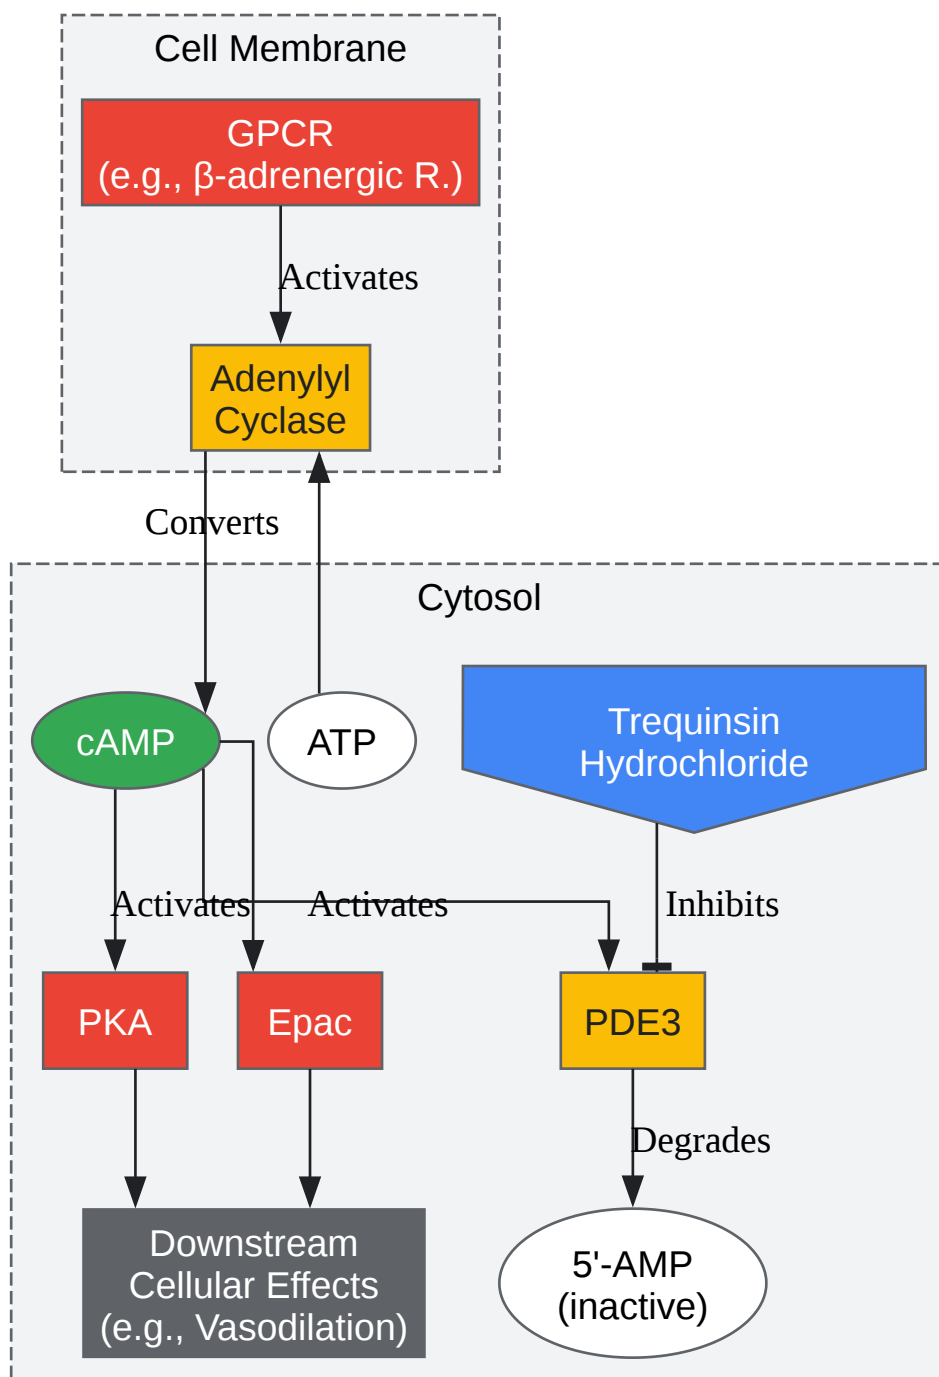 Cell Membrane
GPCR
(e.g., β-adrenergic R.)
Activates
Adenylyl
Cyclase
Converts
Cytosol
cAMP
ATP
Trequinsin
Hydrochloride
Activates
Activates
Inhibits
PKA
Epac
PDE3
Degrades
Downstream
Cellular Effects
(e.g., Vasodilation)
5'-AMP
(inactive)